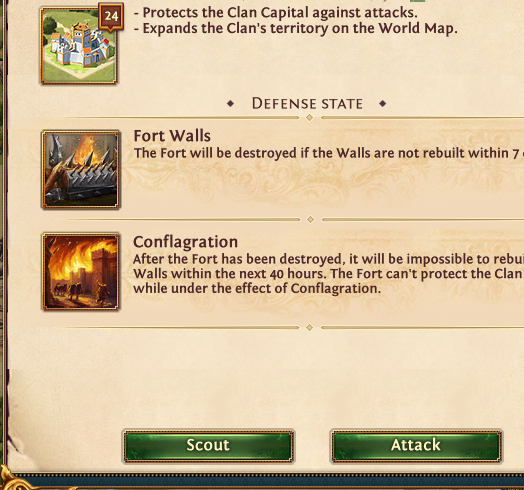 24
- Protects the Clan Capital against attacks.
- Expands the Clan's territory on the World Map.
DEFENSE STATE
Fort Walls
The Fort will be destroyed if the Walls are not rebuilt within 7
Conflagration
After the Fort has been destroyed, it will be impossible to rebui
Walls within the next 40 hours. The Fort can't protect the Clan
while under the effect of Conflagration.
Scout
Attack